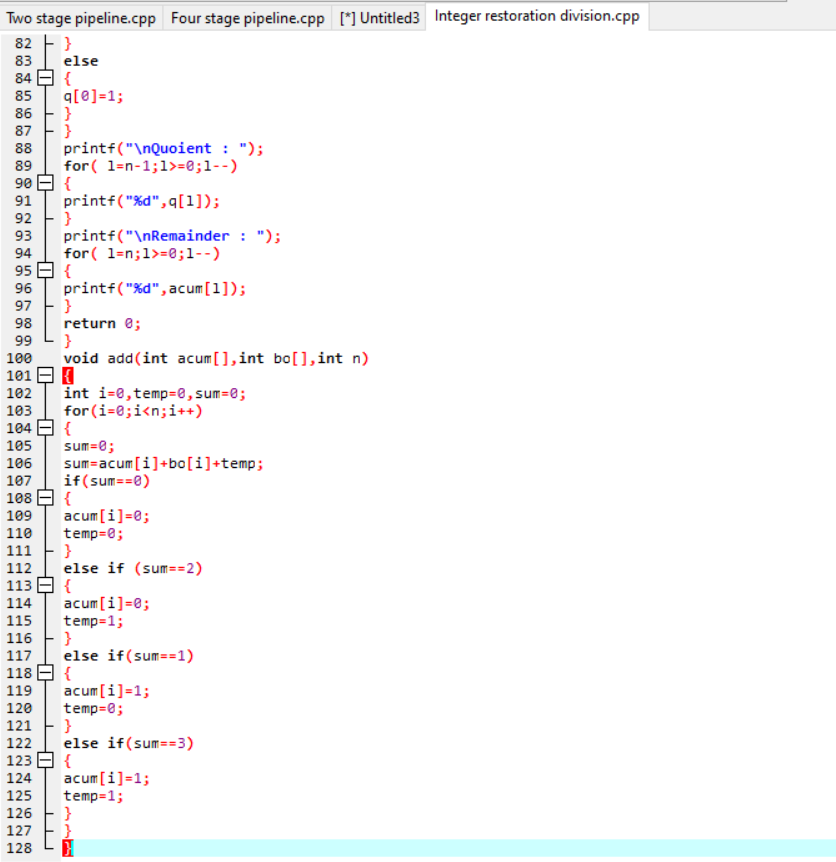 Two stage pipeline.cpp Four stage pipeline.cpp [*] Untitled3 Integer restoration division.cpp
82 }
83 else
84 {
85 q[0]=1;
86 }
87 }
88 printf("\nQuoient : ");
89 for( l=n-1;l>=0;l--)
90 {
91 printf("%d",q[l]);
92 }
93 printf("\nRemainder : ");
94 for( l=n;l>=0;l--)
95 {
96 printf("%d",acum[l]);
97 }
98 return 0;
99 }
100 void add(int acum[],int bo[],int n)
101 {
102 int i=0,temp=0,sum=0;
103 for(i=0;i<n;i++)
104 {
105 sum=0;
106 sum=acum[i]+bo[i]+temp;
107 if(sum==0)
108 {
109 acum[i]=0;
110 temp=0;
111 }
112 else if (sum==2)
113 {
114 acum[i]=0;
115 temp=1;
116 }
117 else if(sum==1)
118 {
119 acum[i]=1;
120 temp=0;
121 }
122 else if(sum==3)
123 {
124 acum[i]=1;
125 temp=1;
126 }
127 }
128 }